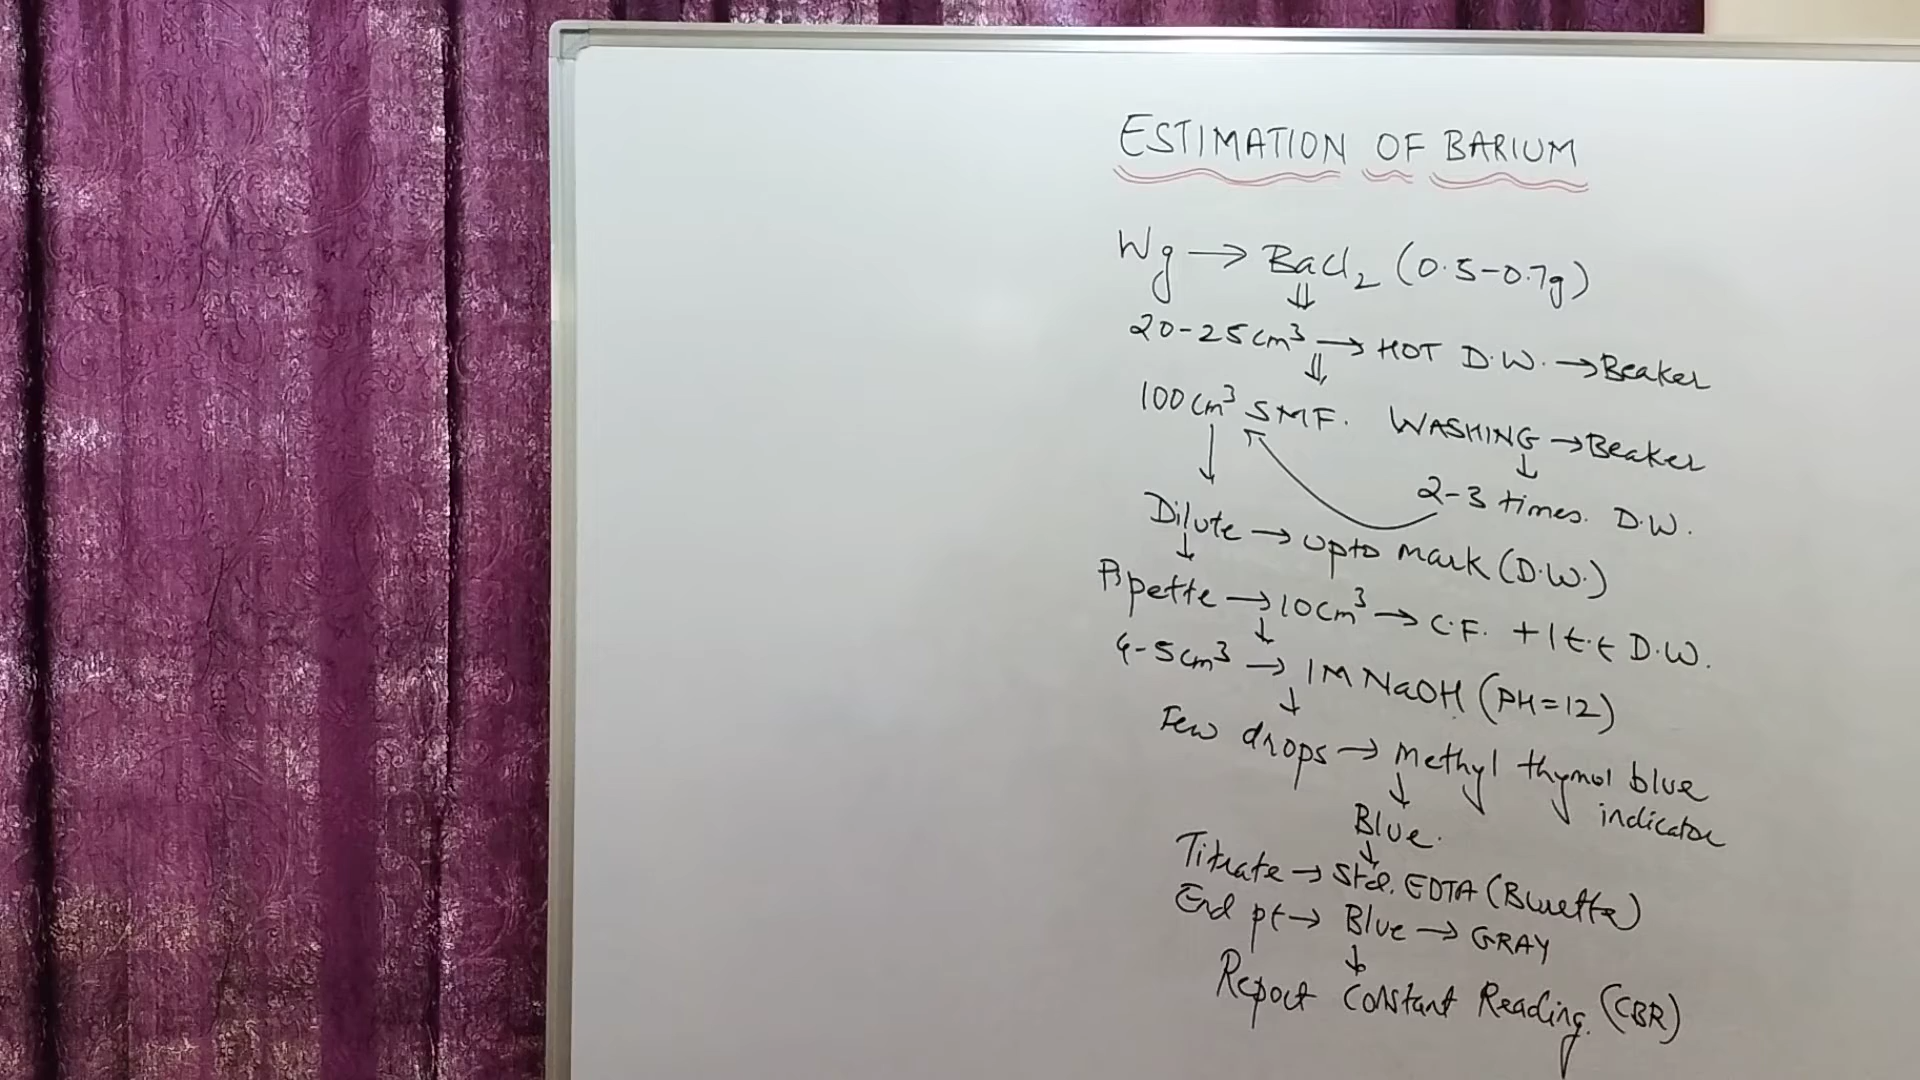 ESTIMATION OF BARIUM
Wg → BaCl₂ (0.5-0.7g)
⇓
20-25cm³ → HOT D.W. → Beaker
⇓
100cm³ SMF. WASHING → Beaker
↓ ↓
2-3 times. D.W.
Dilute → upto mark (D.W.)
↓
Pipette → 10cm³ → C.F. + 1 t.t D.W.
↓
4-5cm³ → 1M NaOH (PH=12)
↓
Few drops → Methyl thymol blue
indicator
↓
Blue.
↓
Titrate → Std. EDTA (Burette)
End pt → Blue → GRAY
↓
Repoct Constant Reading. (CBR)